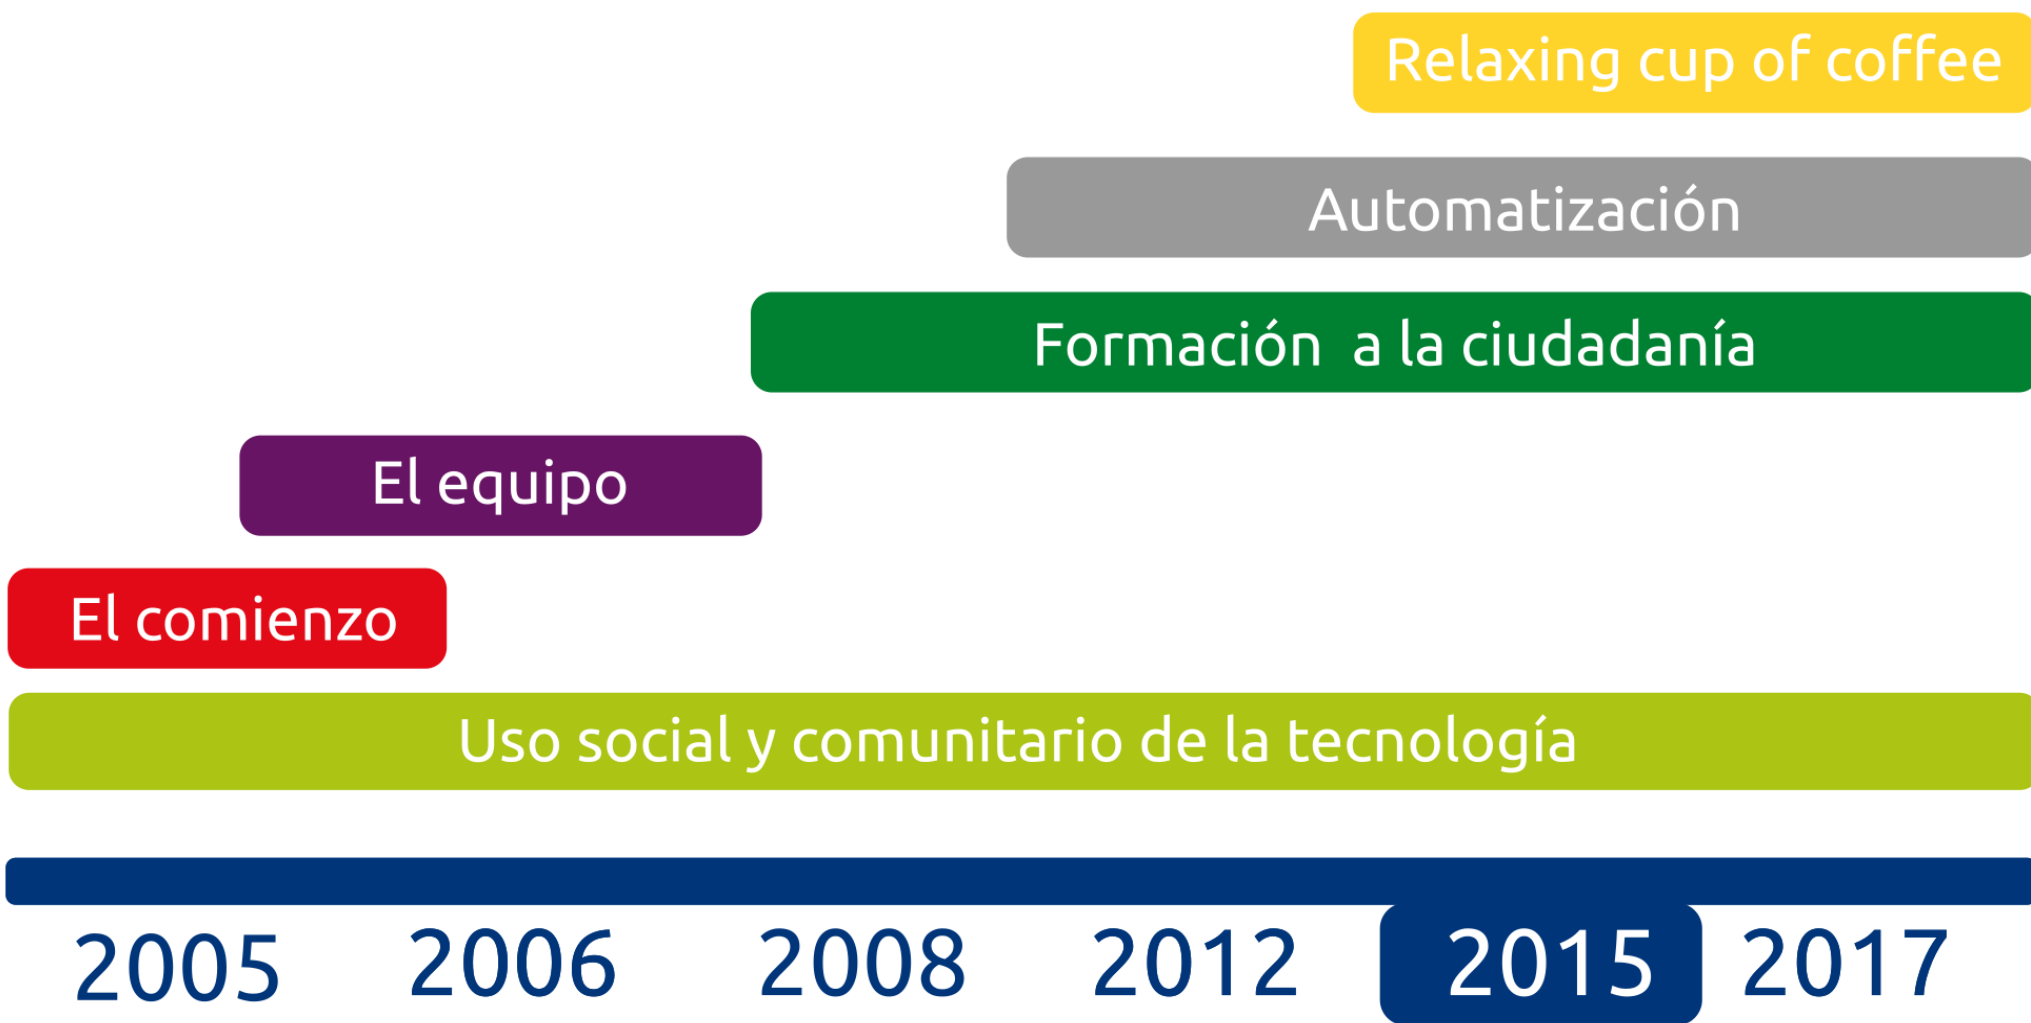 Relaxing cup of coffee
Automatización
Formación  a la ciudadanía
El equipo
El comienzo
Uso social y comunitario de la tecnología
2005 2006 2008 2012 2015 2017